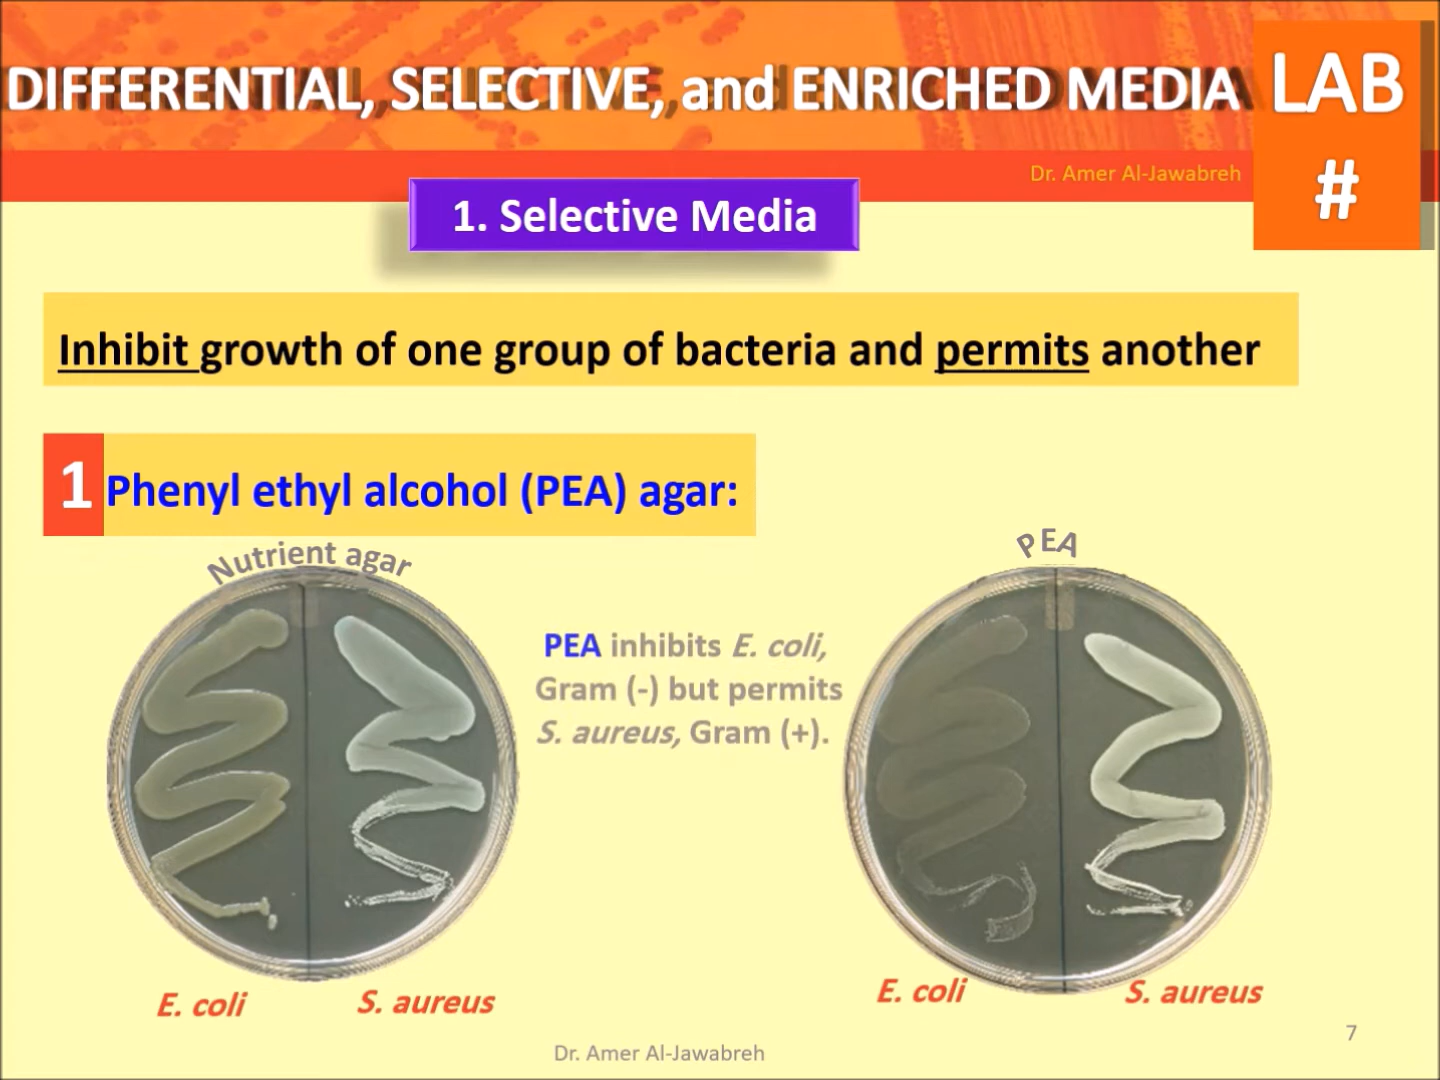 DIFFERENTIAL, SELECTIVE, and ENRICHED MEDIA
LAB
#
Dr. Amer Al-Jawabreh
1. Selective Media
Inhibit growth of one group of bacteria and permits another
1 Phenyl ethyl alcohol (PEA) agar:
Nutrient agar
PEA
PEA inhibits E. coli,
Gram (-) but permits
S. aureus, Gram (+).
E. coli
S. aureus
E. coli
S. aureus
7
Dr. Amer Al-Jawabreh